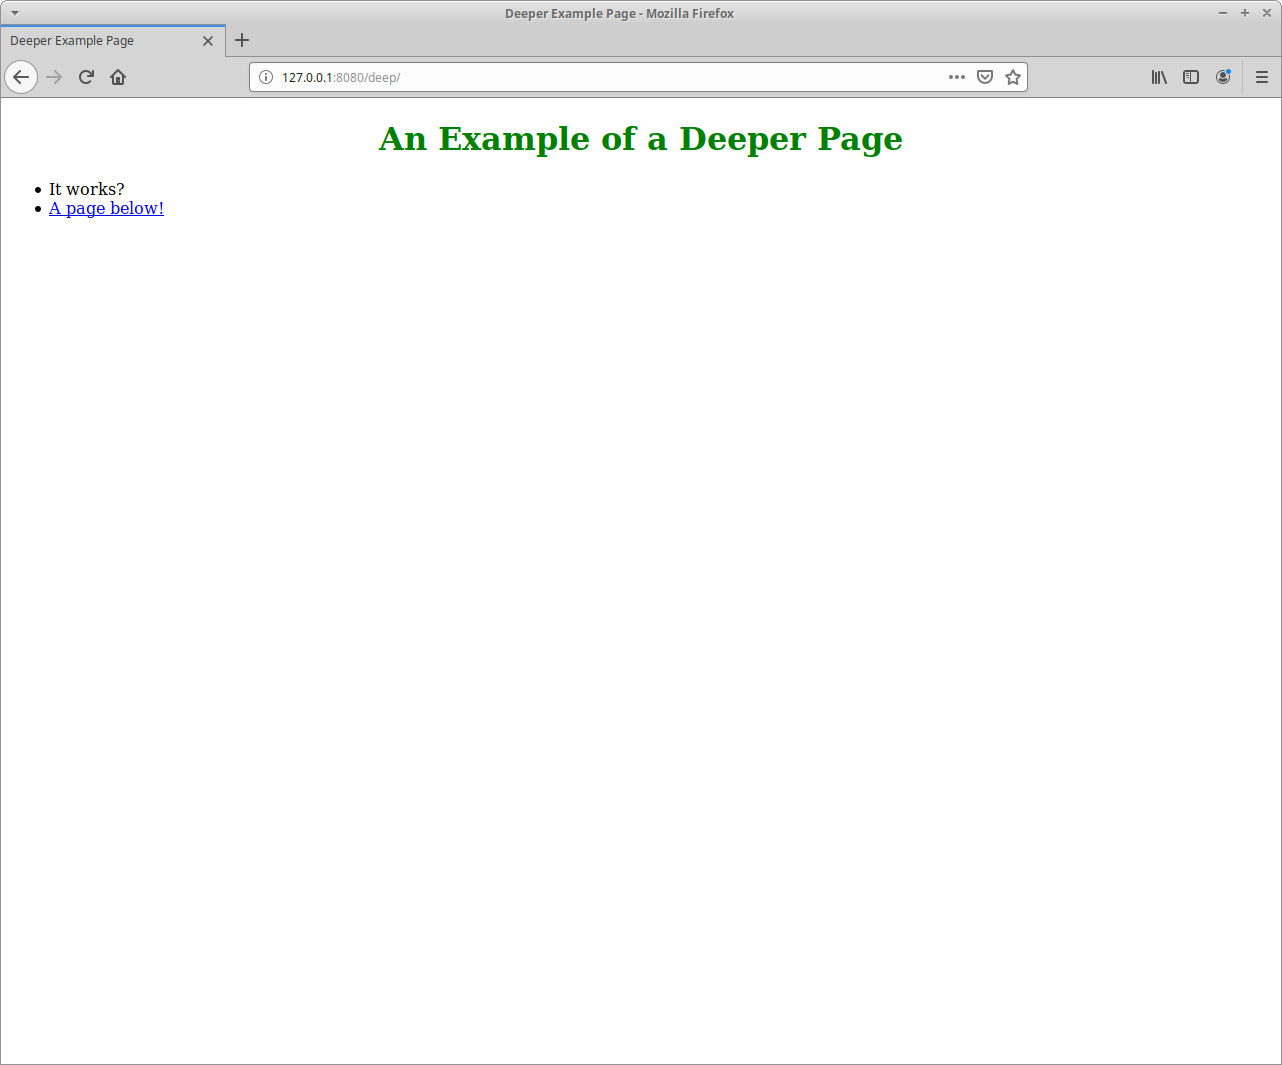 Deeper Example Page - Mozilla Firefox
Deeper Example Page
127.0.0.1:8080/deep/
An Example of a Deeper Page
• It works?
• A page below!